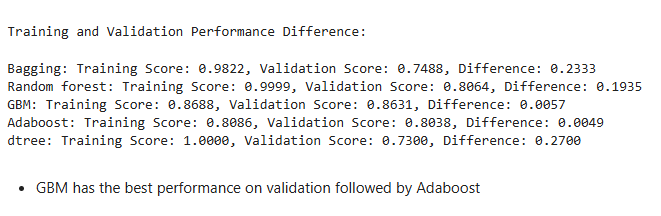 Training and Validation Performance Difference:
Bagging: Training Score: 0.9822, Validation Score: 0.7488, Difference: 0.2333
Random forest: Training Score: 0.9999, Validation Score: 0.8064, Difference: 0.1935
GBM: Training Score: 0.8688, Validation Score: 0.8631, Difference: 0.0057
Adaboost: Training Score: 0.8086, Validation Score: 0.8038, Difference: 0.0049
dtree: Training Score: 1.0000, Validation Score: 0.7300, Difference: 0.2700
• GBM has the best performance on validation followed by Adaboost